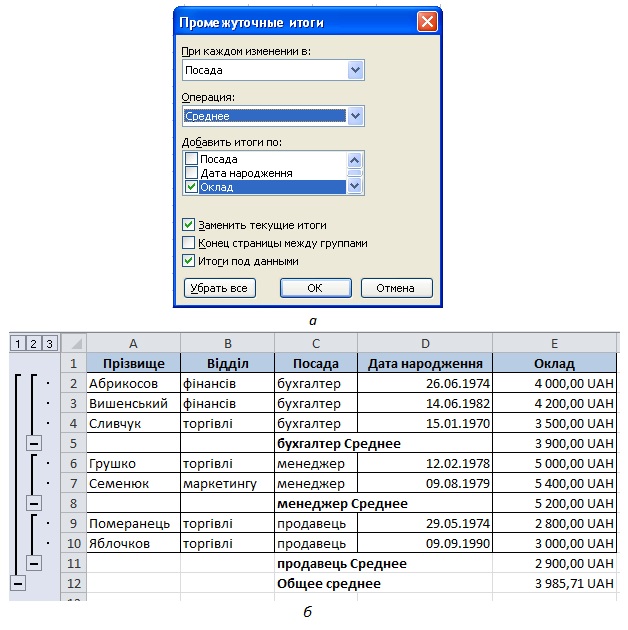 Промежуточные итоги
При каждом изменении в:
Посада
Операция:
Среднее
Добавить итоги по:
Посада
Дата народження
Оклад
Заменить текущие итоги
Конец страницы между группами
Итоги под данными
Убрать все OK Отмена
а
1 2 3 A B C D E
1 Прізвище Відділ Посада Дата народження Оклад
2 Абрикосов фінансів бухгалтер 26.06.1974 4 000,00 UAH
3 Вишенський фінансів бухгалтер 14.06.1982 4 200,00 UAH
4 Сливчук торгівлі бухгалтер 15.01.1970 3 500,00 UAH
5 бухгалтер Среднее 3 900,00 UAH
6 Грушко торгівлі менеджер 12.02.1978 5 000,00 UAH
7 Семенюк маркетингу менеджер 09.08.1979 5 400,00 UAH
8 менеджер Среднее 5 200,00 UAH
9 Померанець торгівлі продавець 29.05.1974 2 800,00 UAH
10 Яблочков торгівлі продавець 09.09.1990 3 000,00 UAH
11 продавець Среднее 2 900,00 UAH
12 Общее среднее 3 985,71 UAH
б